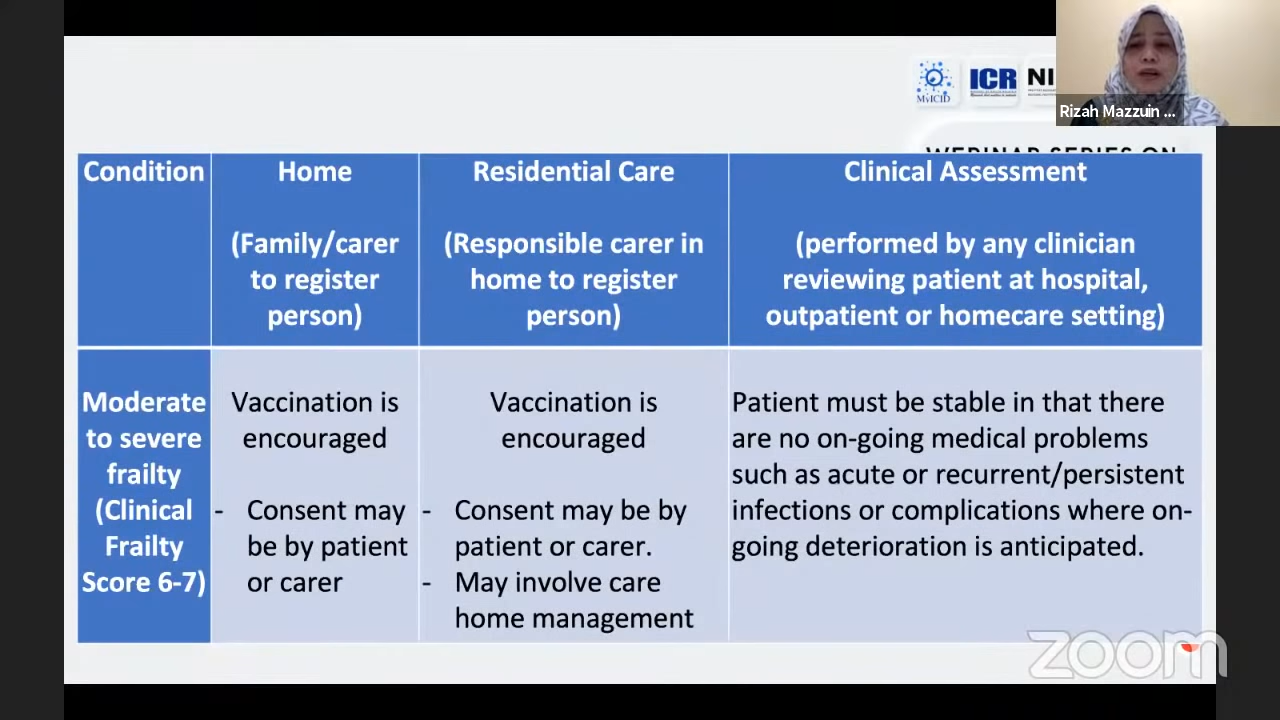 MyICID
ICR
NI
Rizah Mazzuin ...
WEBINAR SERIES ON
Condition
Home
(Family/carer
to register
person)
Residential Care
(Responsible carer in
home to register
person)
Clinical Assessment
(performed by any clinician
reviewing patient at hospital,
outpatient or homecare setting)
Moderate
to severe
frailty
(Clinical
Frailty
Score 6-7)
Vaccination is
encouraged
- Consent may
be by patient
or carer
Vaccination is
encouraged
- Consent may be by
patient or carer.
- May involve care
home management
Patient must be stable in that there
are no on-going medical problems
such as acute or recurrent/persistent
infections or complications where on-
going deterioration is anticipated.
zoom